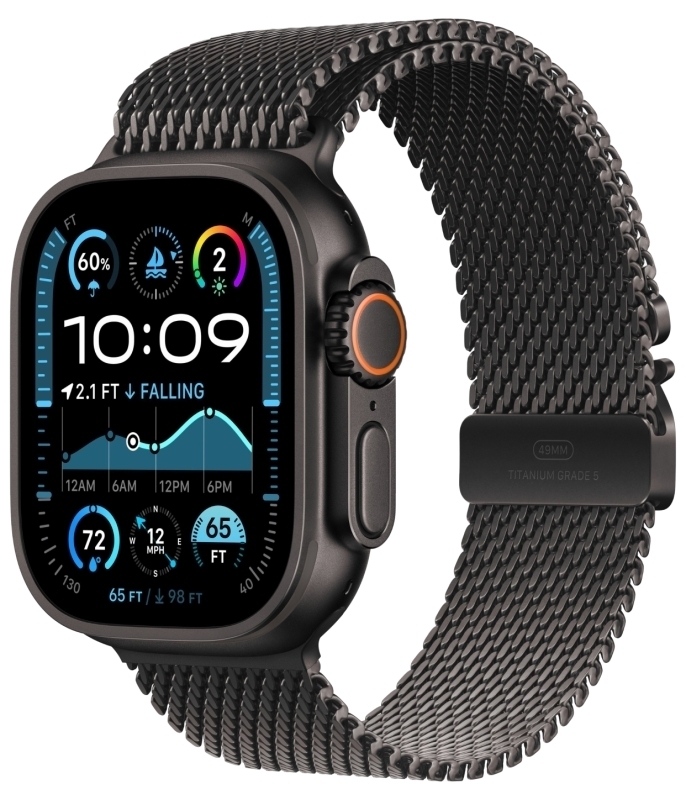 FT
M
60%
2
10:09
2.1 FT ↓ FALLING
12AM 6AM 12PM 6PM
72
N
W 12 E
MPH
S
65
FT
130
40
65 FT / ↓ 98 FT
49MM
TITANIUM GRADE 5